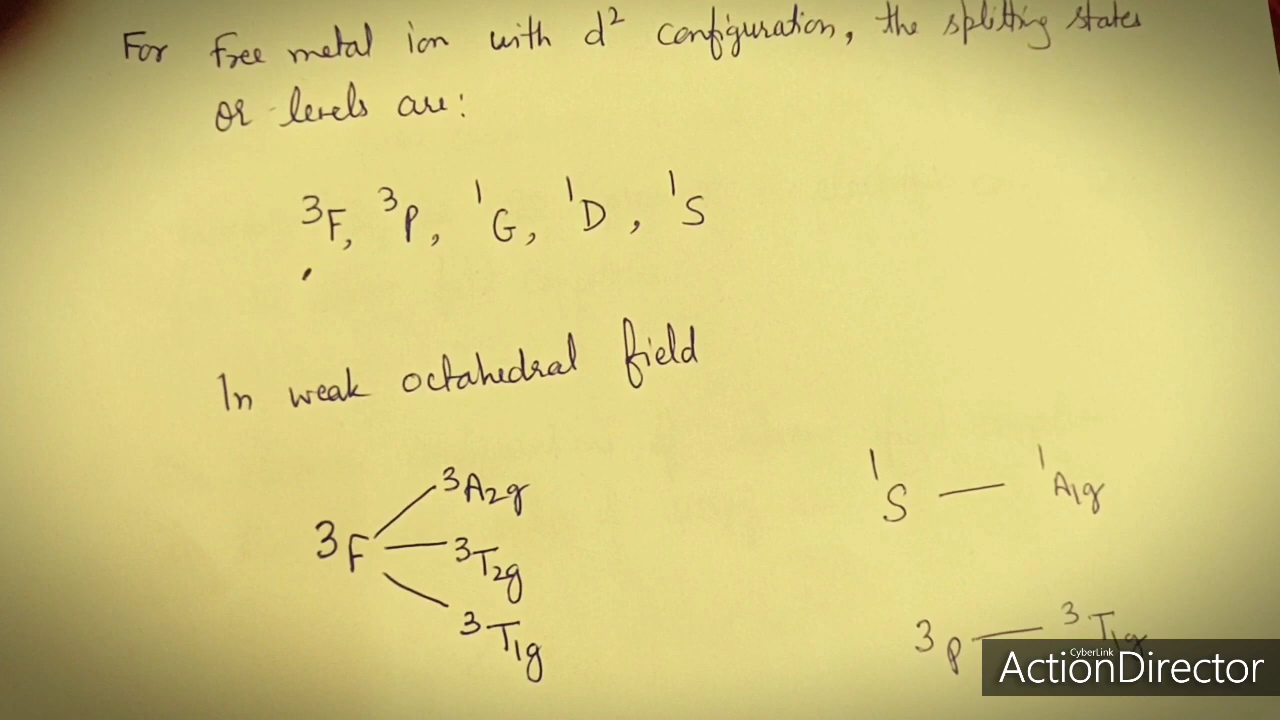 For free metal ion with d² configuration, the splitting states
or levels are:
³F, ³P, ¹G, ¹D, ¹S
In weak octahedral field
³F
³A2g
³T2g
³T1g
¹S — ¹A1g
³P — ³T1g
CyberLink
ActionDirector